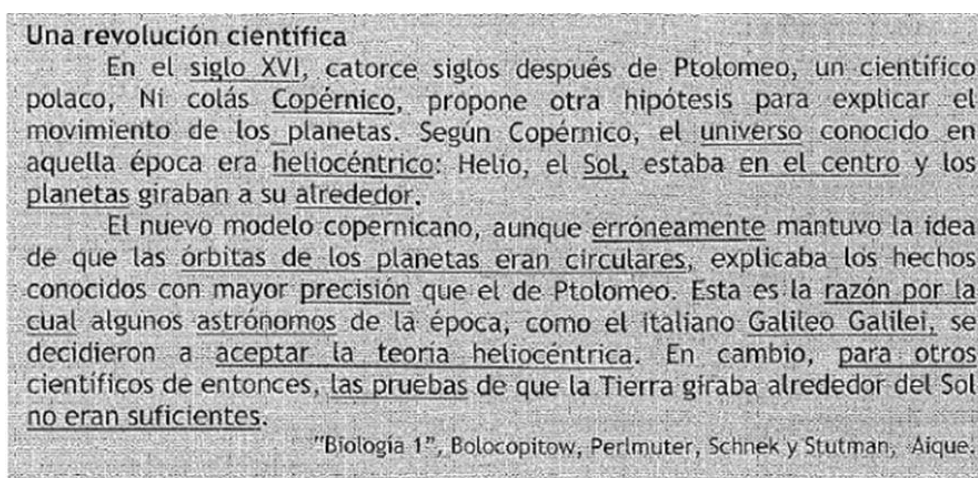 Una revolución científica
En el siglo XVI, catorce siglos después de Ptolomeo, un científico
polaco, Ni colás Copérnico, propone otra hipótesis para explicar el
movimiento de los planetas. Según Copérnico, el universo conocido en
aquella época era heliocéntrico: Helio, el Sol, estaba en el centro y los
planetas giraban a su alrededor.
El nuevo modelo copernicano, aunque erróneamente mantuvo la idea
de que las órbitas de los planetas eran circulares, explicaba los hechos
conocidos con mayor precisión que el de Ptolomeo. Esta es la razón por la
cual algunos astrónomos de la época, como el italiano Galileo Galilei, se
decidieron a aceptar la teoría heliocéntrica. En cambio, para otros
científicos de entonces, las pruebas de que la Tierra giraba alrededor del Sol
no eran suficientes.
"Biología 1", Bolocopitow, Perlmuter, Schnek y Stutman, Aique.